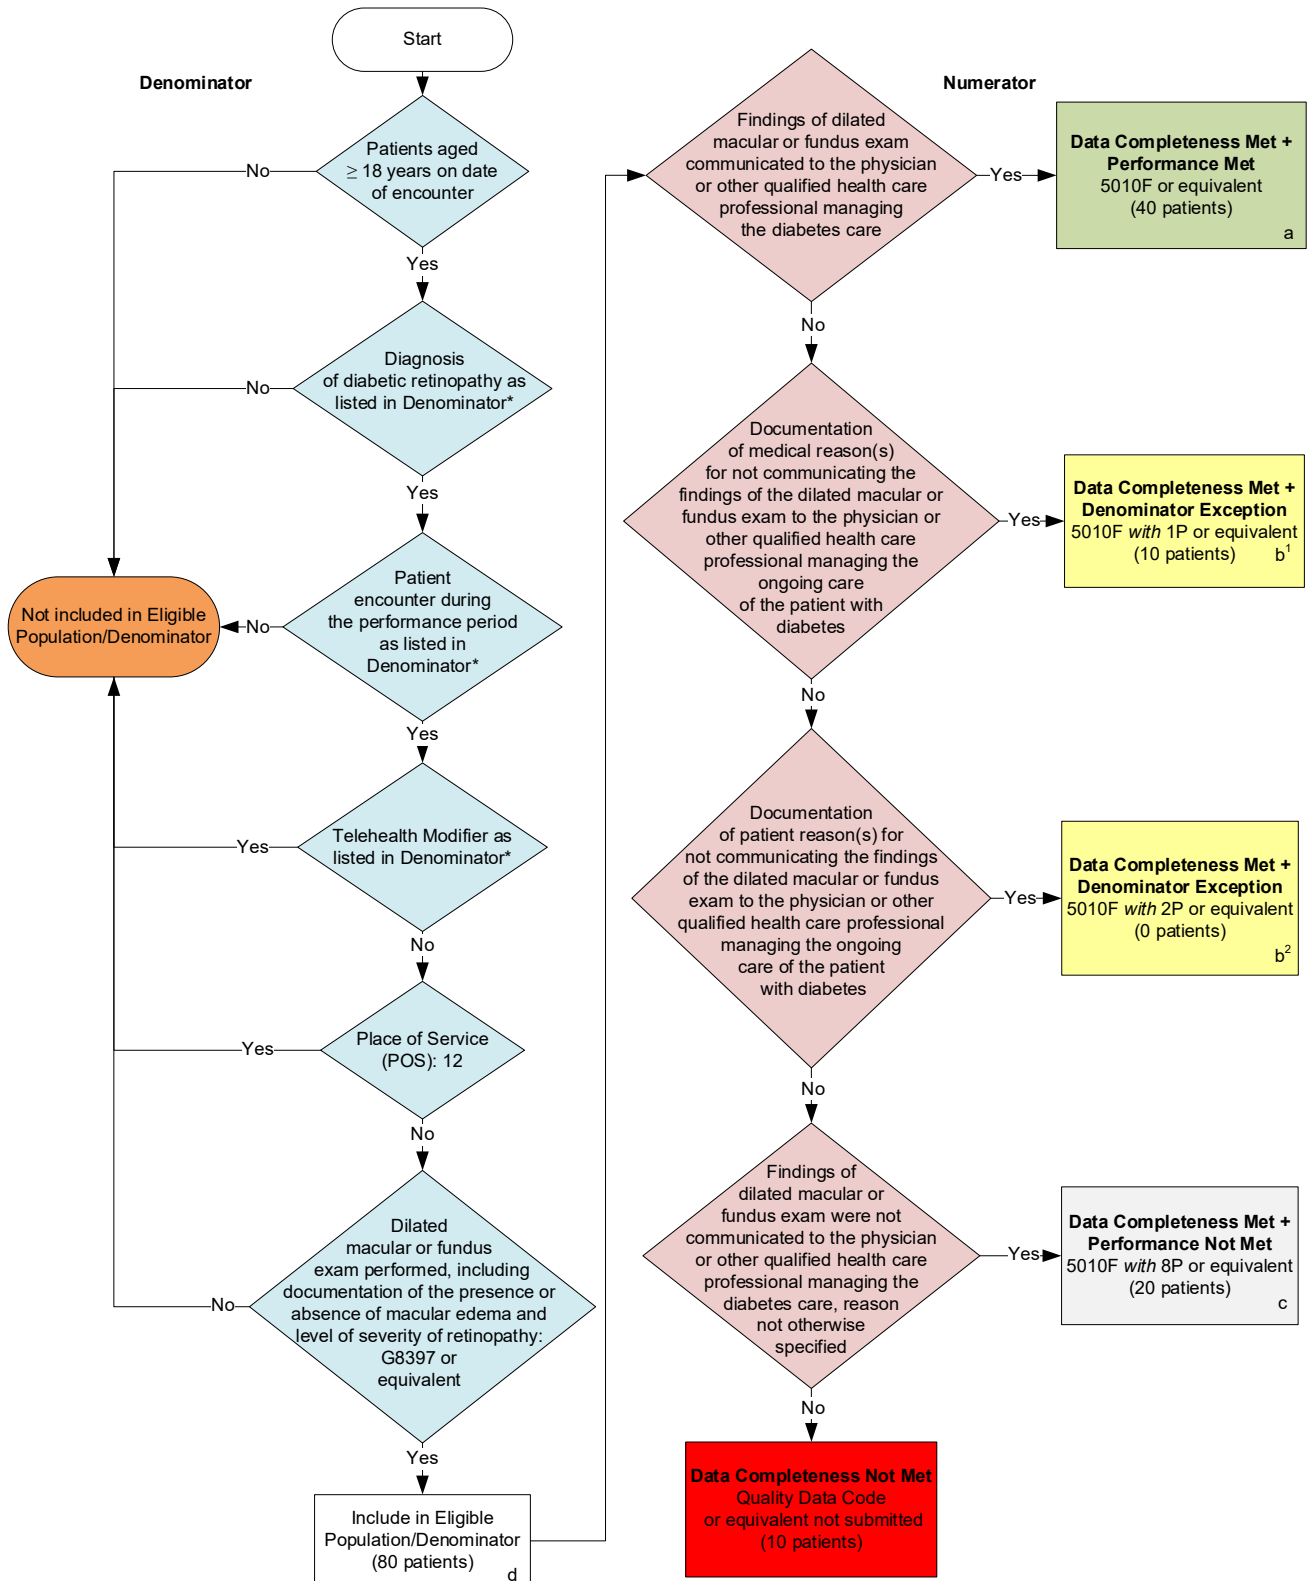 Start
Denominator
Patients aged
≥ 18 years on date
of encounter
No
Yes
Diagnosis
of diabetic retinopathy as
listed in Denominator*
No
Yes
Patient
encounter during
the performance period
as listed in
Denominator*
No
Not included in Eligible
Population/Denominator
Yes
Telehealth Modifier as
listed in Denominator*
Yes
No
Place of Service
(POS): 12
Yes
No
Dilated
macular or fundus
exam performed, including
documentation of the presence or
absence of macular edema and
level of severity of retinopathy:
G8397 or
equivalent
No
Yes
Include in Eligible
Population/Denominator
(80 patients)
d
Numerator
Findings of dilated
macular or fundus exam
communicated to the physician
or other qualified health care
professional managing
the diabetes care
Yes
Data Completeness Met +
Performance Met
5010F or equivalent
(40 patients)
a
No
Documentation
of medical reason(s)
for not communicating the
findings of the dilated macular or
fundus exam to the physician or
other qualified health care
professional managing the
ongoing care
of the patient with
diabetes
Yes
Data Completeness Met +
Denominator Exception
5010F with 1P or equivalent
(10 patients)
b¹
No
Documentation
of patient reason(s) for
not communicating the findings
of the dilated macular or fundus
exam to the physician or other
qualified health care professional
managing the ongoing
care of the patient
with diabetes
Yes
Data Completeness Met +
Denominator Exception
5010F with 2P or equivalent
(0 patients)
b²
No
Findings of
dilated macular or
fundus exam were not
communicated to the physician
or other qualified health care
professional managing the
diabetes care, reason
not otherwise
specified
Yes
Data Completeness Met +
Performance Not Met
5010F with 8P or equivalent
(20 patients)
c
No
Data Completeness Not Met
Quality Data Code
or equivalent not submitted
(10 patients)